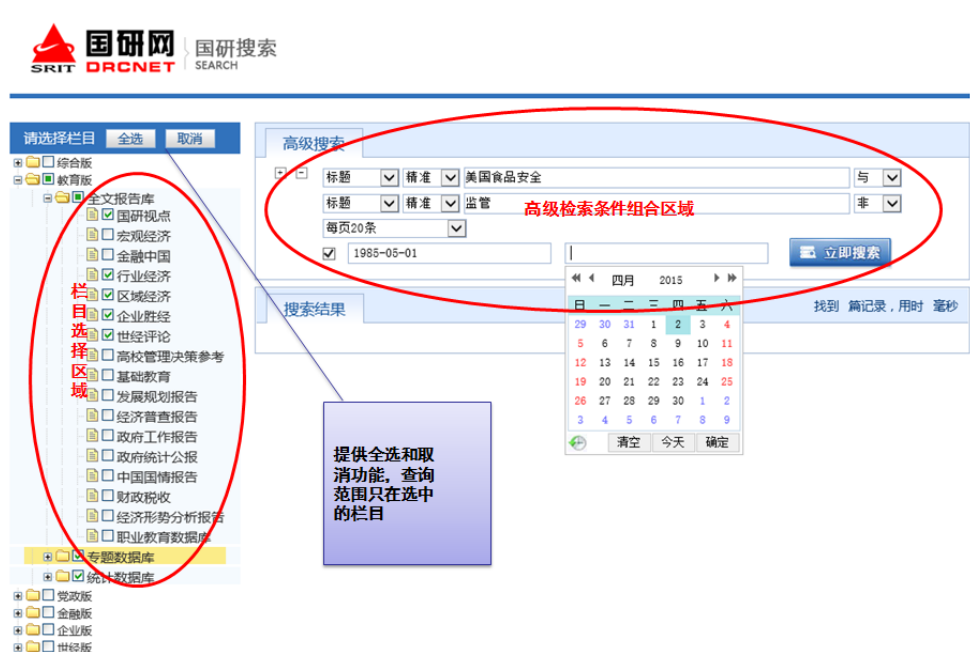 国研网
国研搜索
SRIT DRCNET
SEARCH
请选择栏目 全选 取消
综合版
教育版
全文报告库
国研视点
宏观经济
金融中国
行业经济
区域经济
企业胜经
世经评论
高校管理决策参考
基础教育
发展规划报告
经济普查报告
政府工作报告
政府统计公报
中国国情报告
财政税收
经济形势分析报告
职业教育数据库
专题数据库
统计数据库
党政版
金融版
企业版
世经版
栏目选择区域
高级搜索
标题 精准 美国食品安全 与
标题 精准 监管 非
高级检索条件组合区域
每页20条
1985-05-01
立即搜索
搜索结果
找到 篇记录，用时 毫秒
四月 2015
日 一 二 三 四 五 六
29 30 31 1 2 3 4
5 6 7 8 9 10 11
12 13 14 15 16 17 18
19 20 21 22 23 24 25
26 27 28 29 30 1 2
3 4 5 6 7 8 9
清空 今天 确定
提供全选和取
消功能，查询
范围只在选中
的栏目